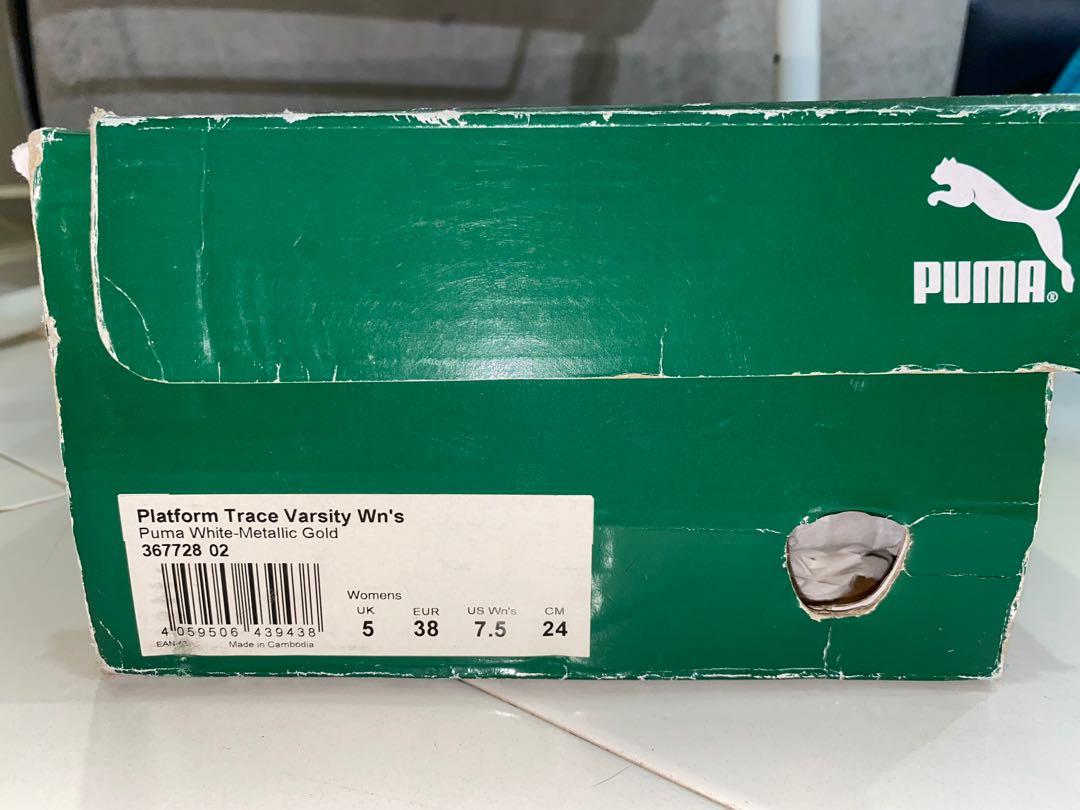 PUMA®
Platform Trace Varsity Wn's
Puma White-Metallic Gold
367728 02
4 059506 439438
Made in Cambodia
Womens
UK EUR US Wn's CM
5 38 7.5 24